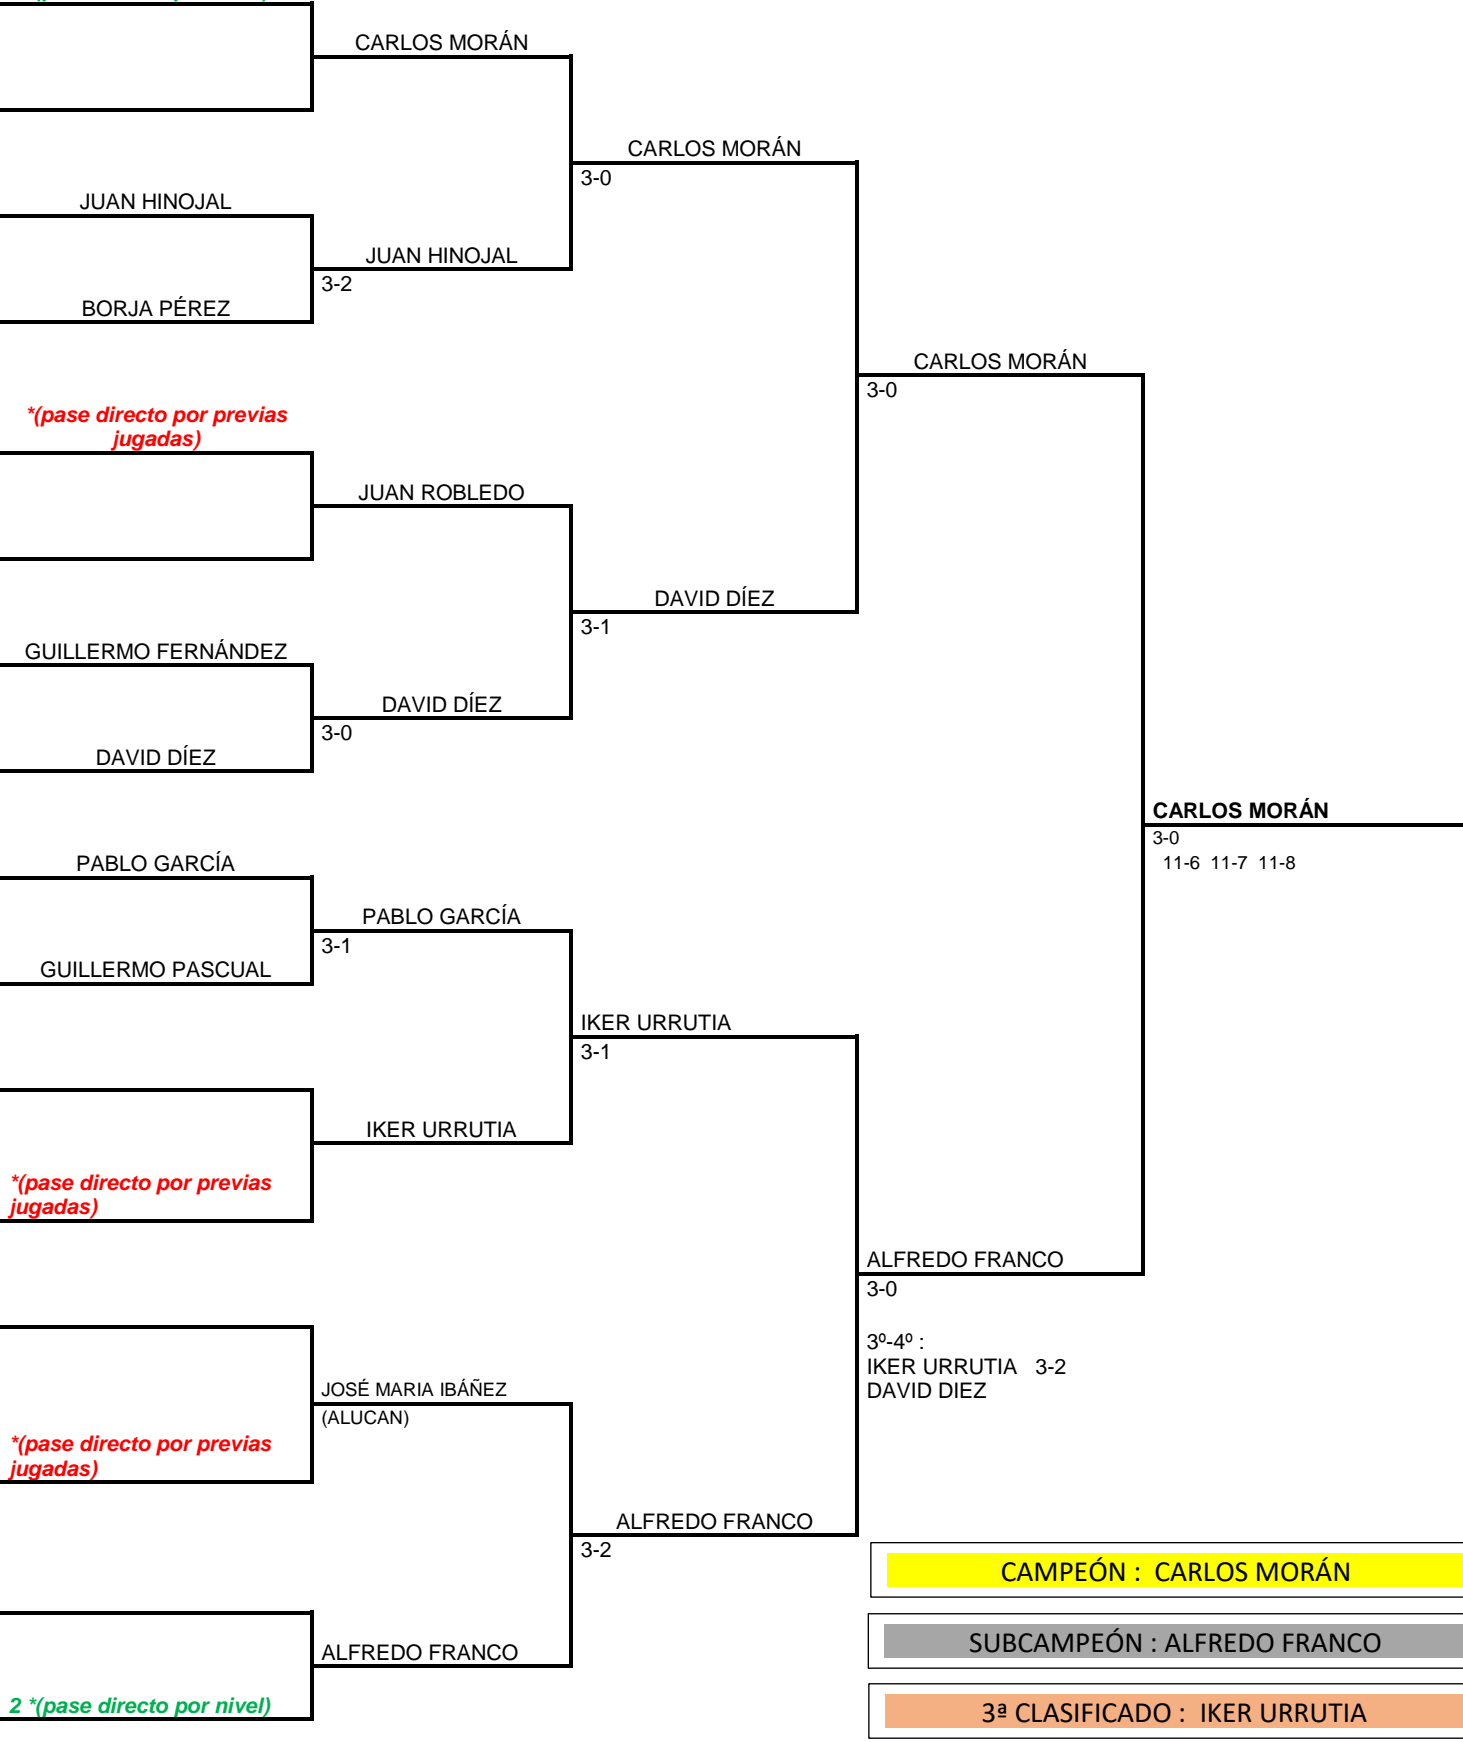 CARLOS MORÁN
CARLOS MORÁN
3-0
JUAN HINOJAL
JUAN HINOJAL
3-2
BORJA PÉREZ
CARLOS MORÁN
3-0
*(pase directo por previas
jugadas)
JUAN ROBLEDO
DAVID DÍEZ
3-1
GUILLERMO FERNÁNDEZ
DAVID DÍEZ
3-0
DAVID DÍEZ
CARLOS MORÁN
3-0
11-6 11-7 11-8
PABLO GARCÍA
PABLO GARCÍA
3-1
GUILLERMO PASCUAL
IKER URRUTIA
3-1
IKER URRUTIA
*(pase directo por previas
jugadas)
ALFREDO FRANCO
3-0
3º-4º :
IKER URRUTIA 3-2
DAVID DIEZ
JOSÉ MARIA IBÁÑEZ
(ALUCAN)
*(pase directo por previas
jugadas)
ALFREDO FRANCO
3-2
ALFREDO FRANCO
2 *(pase directo por nivel)
CAMPEÓN : CARLOS MORÁN
SUBCAMPEÓN : ALFREDO FRANCO
3ª CLASIFICADO : IKER URRUTIA